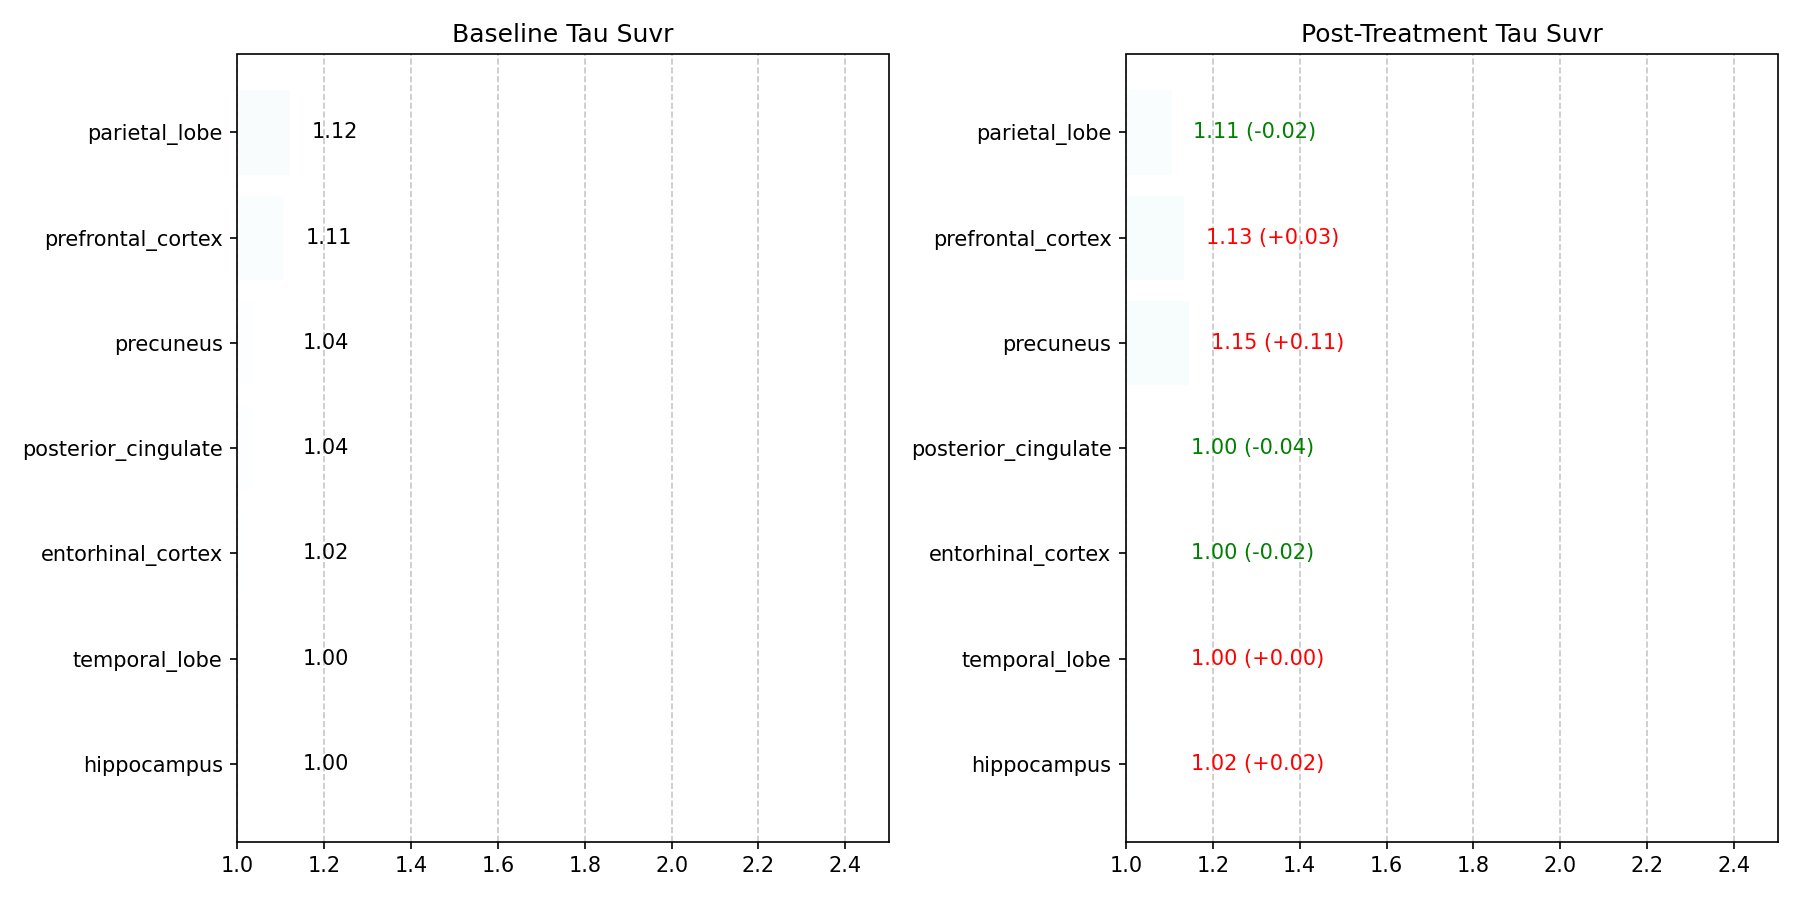 Baseline Tau Suvr
parietal_lobe 1.12
prefrontal_cortex 1.11
precuneus 1.04
posterior_cingulate 1.04
entorhinal_cortex 1.02
temporal_lobe 1.00
hippocampus 1.00
1.0 1.2 1.4 1.6 1.8 2.0 2.2 2.4
Post-Treatment Tau Suvr
parietal_lobe 1.11 (-0.02)
prefrontal_cortex 1.13 (+0.03)
precuneus 1.15 (+0.11)
posterior_cingulate 1.00 (-0.04)
entorhinal_cortex 1.00 (-0.02)
temporal_lobe 1.00 (+0.00)
hippocampus 1.02 (+0.02)
1.0 1.2 1.4 1.6 1.8 2.0 2.2 2.4